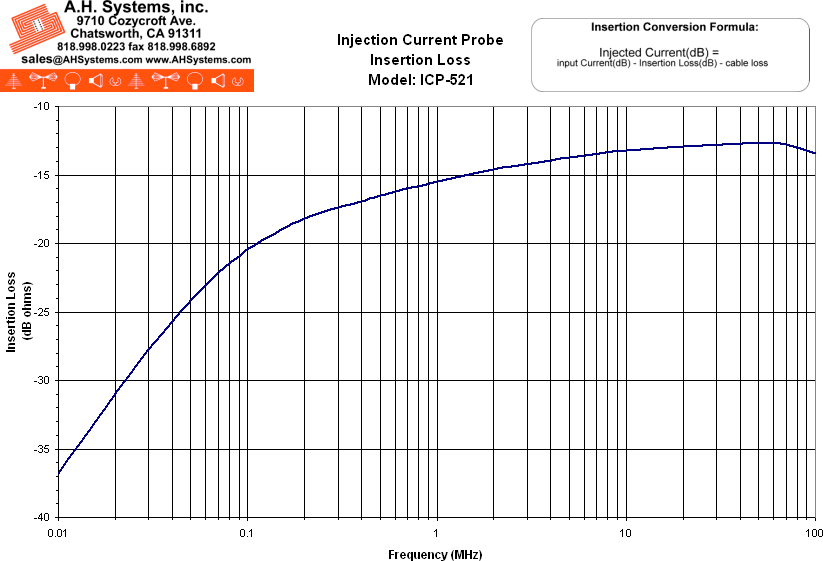 A.H. Systems, inc.
9710 Cozycroft Ave.
Chatsworth, CA 91311
818.998.0223 fax 818.998.6892
sales@AHSystems.com www.AHSystems.com
Injection Current Probe
Insertion Loss
Model: ICP-521
Insertion Conversion Formula:
Injected Current(dB) =
input Current(dB) - Insertion Loss(dB) - cable loss
Insertion Loss
(dB ohms)
-10
-15
-20
-25
-30
-35
-40
0.01 0.1 1 10 100
Frequency (MHz)